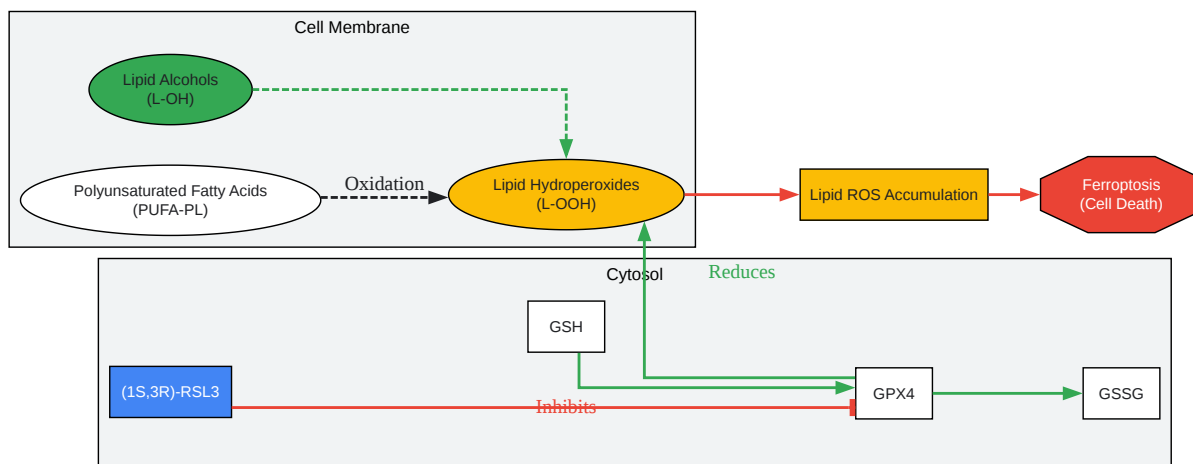 Cell Membrane
Lipid Alcohols
(L-OH)
Polyunsaturated Fatty Acids
(PUFA-PL)
Oxidation
Lipid Hydroperoxides
(L-OOH)
Lipid ROS Accumulation
Ferroptosis
(Cell Death)
Cytosol
Reduces
GSH
(1S,3R)-RSL3
Inhibits
GPX4
GSSG